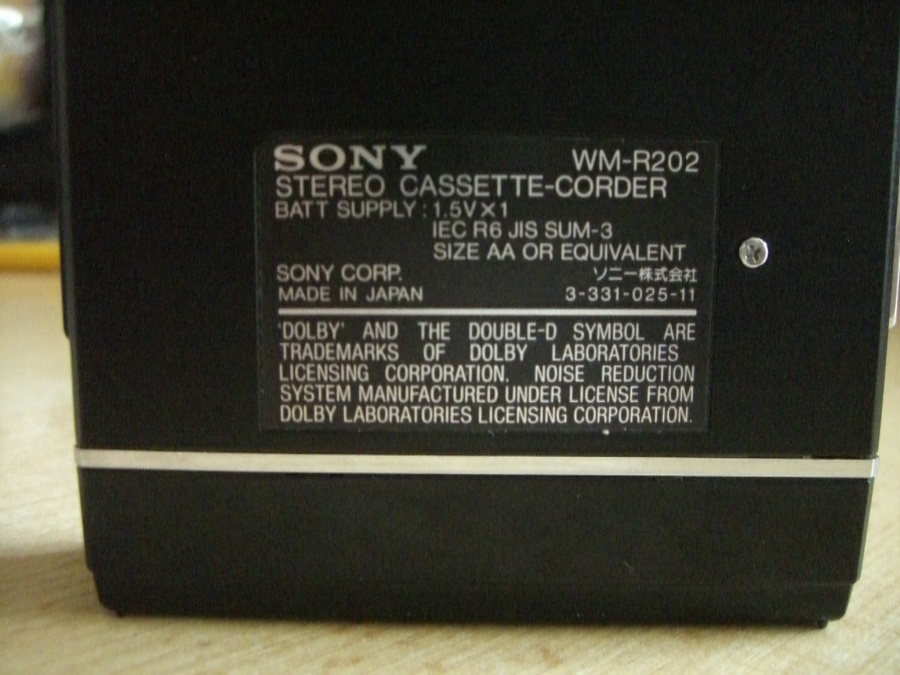 SONY WM-R202
STEREO CASSETTE-CORDER
BATT SUPPLY : 1.5V×1
IEC R6 JIS SUM-3
SIZE AA OR EQUIVALENT
SONY CORP. ソニー株式会社
MADE IN JAPAN 3-331-025-11
'DOLBY' AND THE DOUBLE-D SYMBOL ARE
TRADEMARKS OF DOLBY LABORATORIES
LICENSING CORPORATION. NOISE REDUCTION
SYSTEM MANUFACTURED UNDER LICENSE FROM
DOLBY LABORATORIES LICENSING CORPORATION.